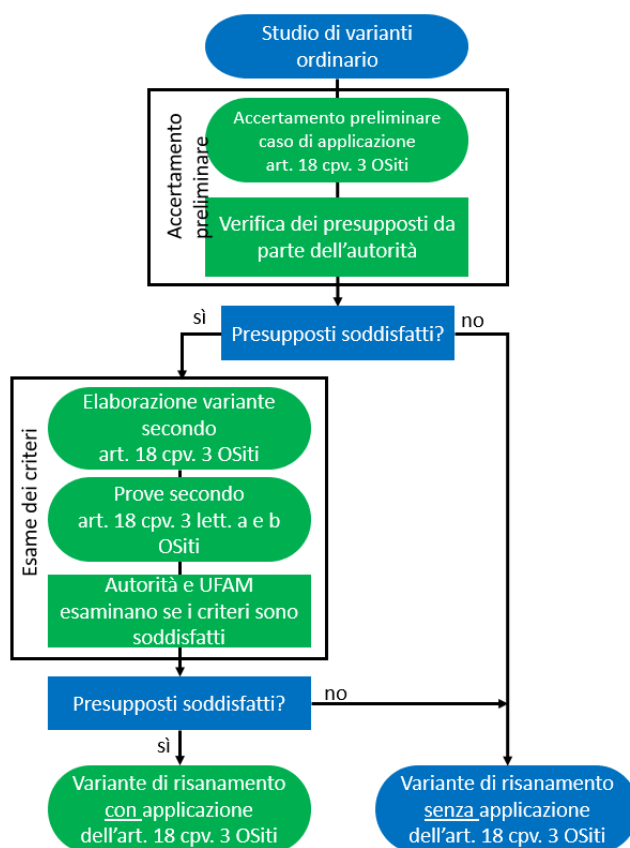 Studio di varianti
ordinario
Accertamento
preliminare
Accertamento preliminare
caso di applicazione
art. 18 cpv. 3 OSiti
Verifica dei presupposti da
parte dell'autorità
sì
Presupposti soddisfatti?
no
Esame dei criteri
Elaborazione variante
secondo
art. 18 cpv. 3 OSiti
Prove secondo
art. 18 cpv. 3 lett. a e b
OSiti
Autorità e UFAM
esaminano se i criteri sono
soddisfatti
Presupposti soddisfatti?
no
sì
Variante di risanamento
con applicazione
dell'art. 18 cpv. 3 OSiti
Variante di risanamento
senza applicazione
dell'art. 18 cpv. 3 OSiti